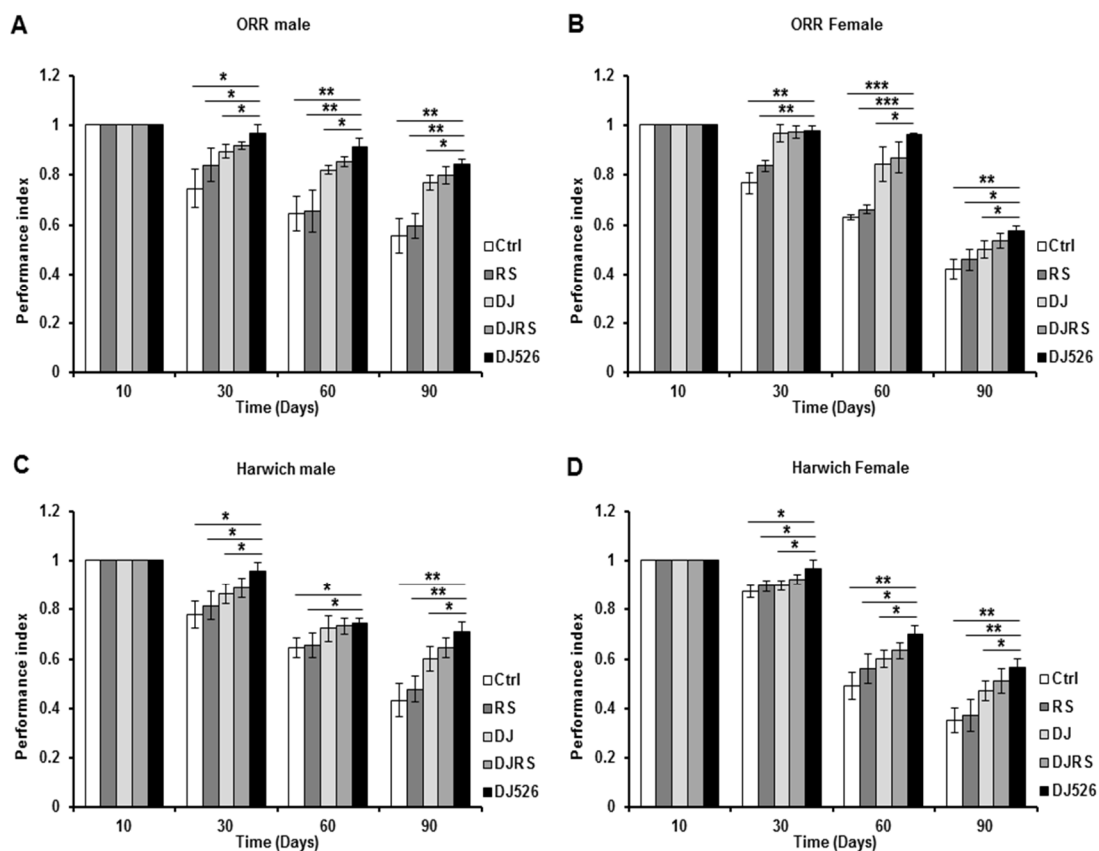 A
ORR male
1.2
1
0.8
0.6
0.4
0.2
0
Performance index
* * *
** ** *
** ** *
Ctrl
RS
DJ
DJRS
DJ526
10 30 60 90
Time (Days)
B
ORR Female
1.2
1
0.8
0.6
0.4
0.2
0
Performance index
** **
*** *** *
** * *
Ctrl
RS
DJ
DJRS
DJ526
10 30 60 90
Time (Days)
C
Harwich male
1.2
1
0.8
0.6
0.4
0.2
0
Performance index
* * *
* *
** ** *
Ctrl
RS
DJ
DJRS
DJ526
10 30 60 90
Time (Days)
D
Harwich Female
1.2
1
0.8
0.6
0.4
0.2
0
Performance index
* * *
** * *
** ** *
Ctrl
RS
DJ
DJRS
DJ526
10 30 60 90
Time (Days)